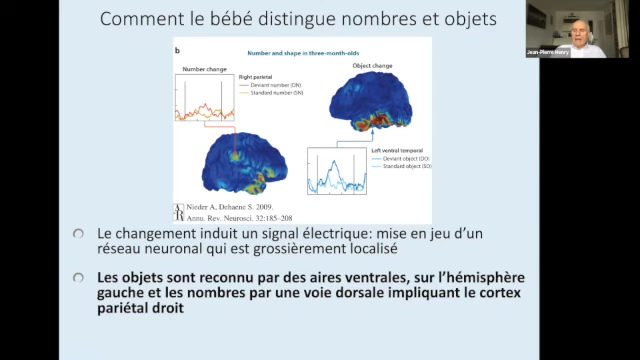 Comment le bébé distingue nombres et objets
Jean-Pierre Henry
b
Number and shape in three-month-olds
Number change
Right parietal
Deviant number (DN)
Standard number (SN)
Object change
Left ventral temporal
Deviant object (DO)
Standard object (SO)
AR
Nieder A, Dehaene S. 2009.
Annu. Rev. Neurosci. 32:185–208
Le changement induit un signal électrique: mise en jeu d’un
réseau neuronal qui est grossièrement localisé
Les objets sont reconnu par des aires ventrales, sur l’hémisphère
gauche et les nombres par une voie dorsale impliquant le cortex
pariétal droit